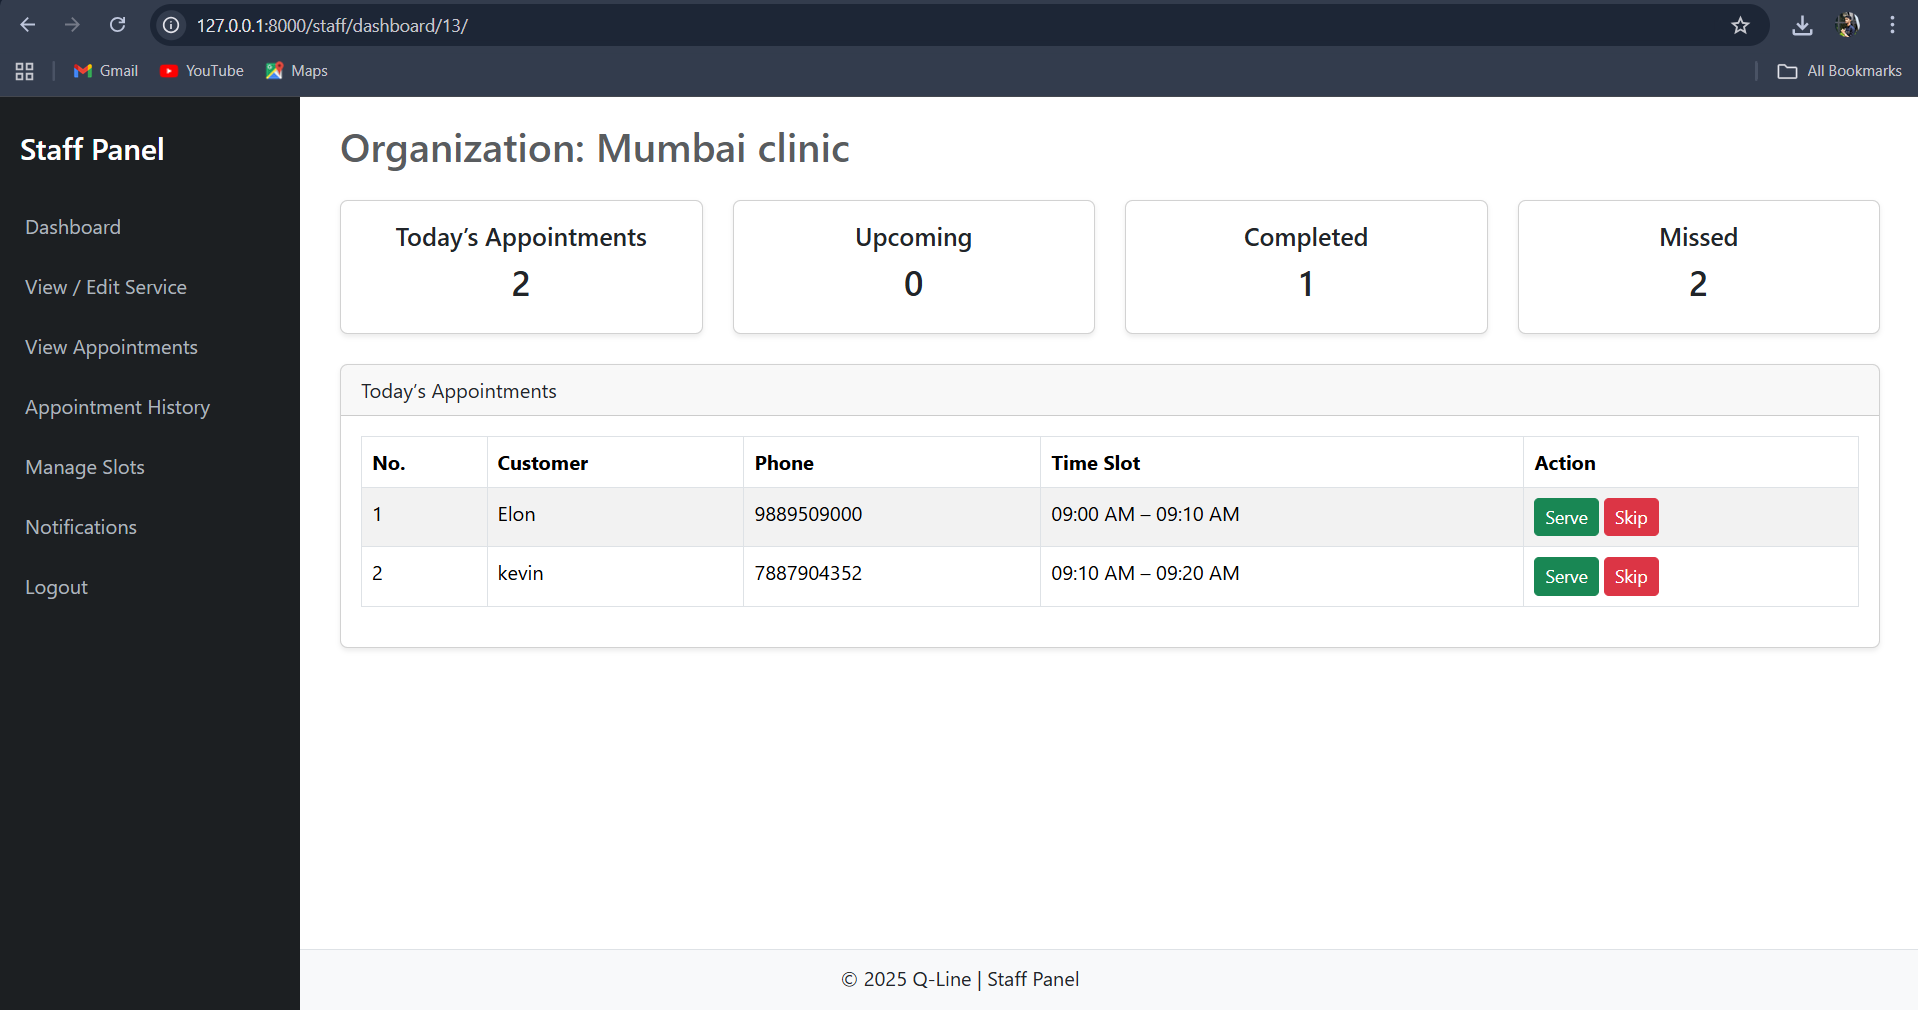 127.0.0.1:8000/staff/dashboard/13/
Gmail YouTube Maps All Bookmarks
Staff Panel
Dashboard
View / Edit Service
View Appointments
Appointment History
Manage Slots
Notifications
Logout
Organization: Mumbai clinic
Today’s Appointments
2
Upcoming
0
Completed
1
Missed
2
Today’s Appointments
No. Customer Phone Time Slot Action
1 Elon 9889509000 09:00 AM – 09:10 AM Serve Skip
2 kevin 7887904352 09:10 AM – 09:20 AM Serve Skip
© 2025 Q-Line | Staff Panel